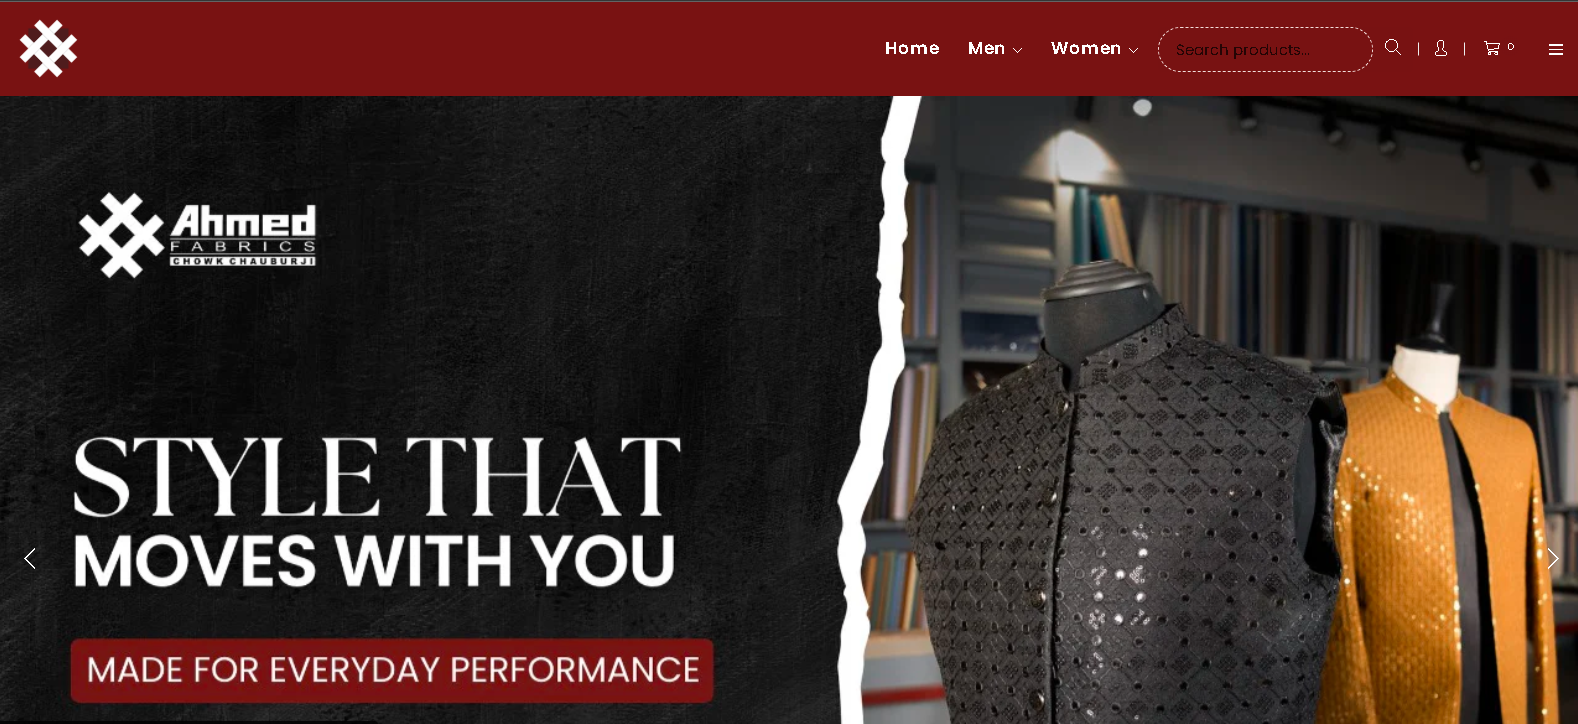 Home Men Women Search products... 0
Ahmed
FABRICS
CHOWK CHAUBURJI
STYLE THAT
MOVES WITH YOU
MADE FOR EVERYDAY PERFORMANCE